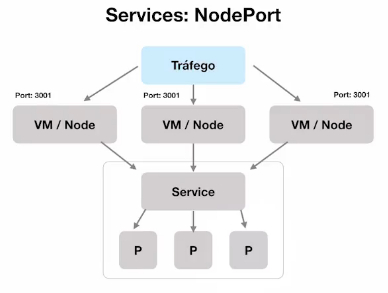 Services: NodePort
Tráfego
Port: 3001
Port: 3001
Port: 3001
VM / Node
VM / Node
VM / Node
Service
P
P
P